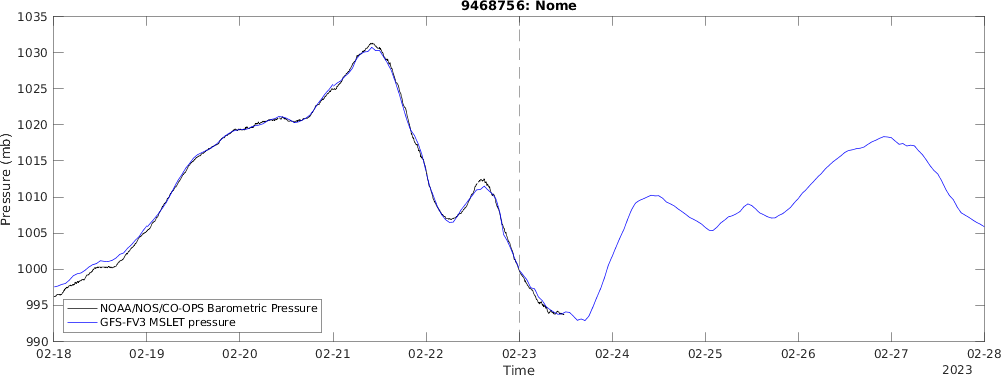 9468756: Nome
Pressure (mb)
1035
1030
1025
1020
1015
1010
1005
1000
995
990
NOAA/NOS/CO-OPS Barometric Pressure
GFS-FV3 MSLET pressure
02-18 02-19 02-20 02-21 02-22 02-23 02-24 02-25 02-26 02-27 02-28
Time
2023